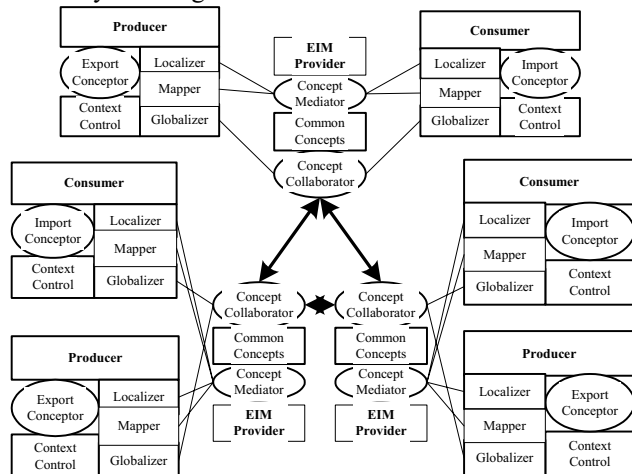 Producer
Export
Conceptor
Context
Control
Localizer
Mapper
Globalizer
EIM
Provider
Concept
Mediator
Common
Concepts
Concept
Collaborator
Consumer
Localizer
Mapper
Globalizer
Import
Conceptor
Context
Control
Consumer
Import
Conceptor
Context
Control
Localizer
Mapper
Globalizer
Consumer
Localizer
Mapper
Globalizer
Import
Conceptor
Context
Control
Concept
Collaborator
Common
Concepts
Concept
Mediator
EIM
Provider
Concept
Collaborator
Common
Concepts
Concept
Mediator
EIM
Provider
Producer
Export
Conceptor
Context
Control
Localizer
Mapper
Globalizer
Producer
Localizer
Mapper
Globalizer
Export
Conceptor
Context
Control